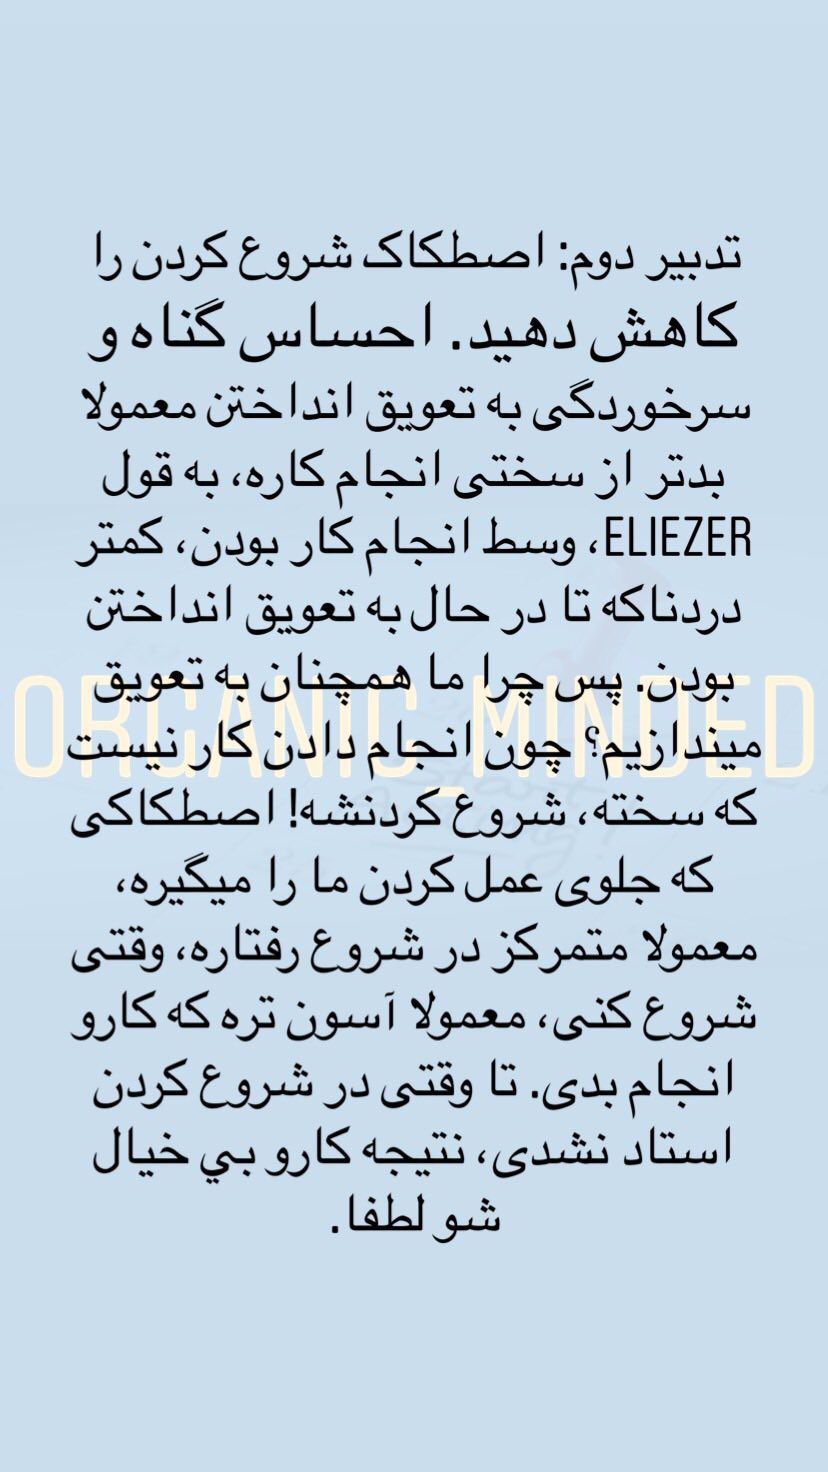 تدبیر دوم: اصطکاک شروع کردن را
کاهش دهید. احساس گناه و
سرخوردگی به تعویق انداختن معمولا
بدتر از سختی انجام کاره، به قول
ELIEZER، وسط انجام کار بودن، کمتر
دردناکه تا در حال به تعویق انداختن
بودن. پس چرا ما همچنان به تعویق
ORGANIC_MINDED
میندازیم؟ چون انجام دادن کار نیست
که سخته، شروع کردنشه! اصطکاکی
که جلوی عمل کردن ما را میگیره،
معمولا متمرکز در شروع رفتاره، وقتی
شروع کنی، معمولا آسون تره که کارو
انجام بدی. تا وقتی در شروع کردن
استاد نشدی، نتیجه کارو بي خیال
شو لطفا.